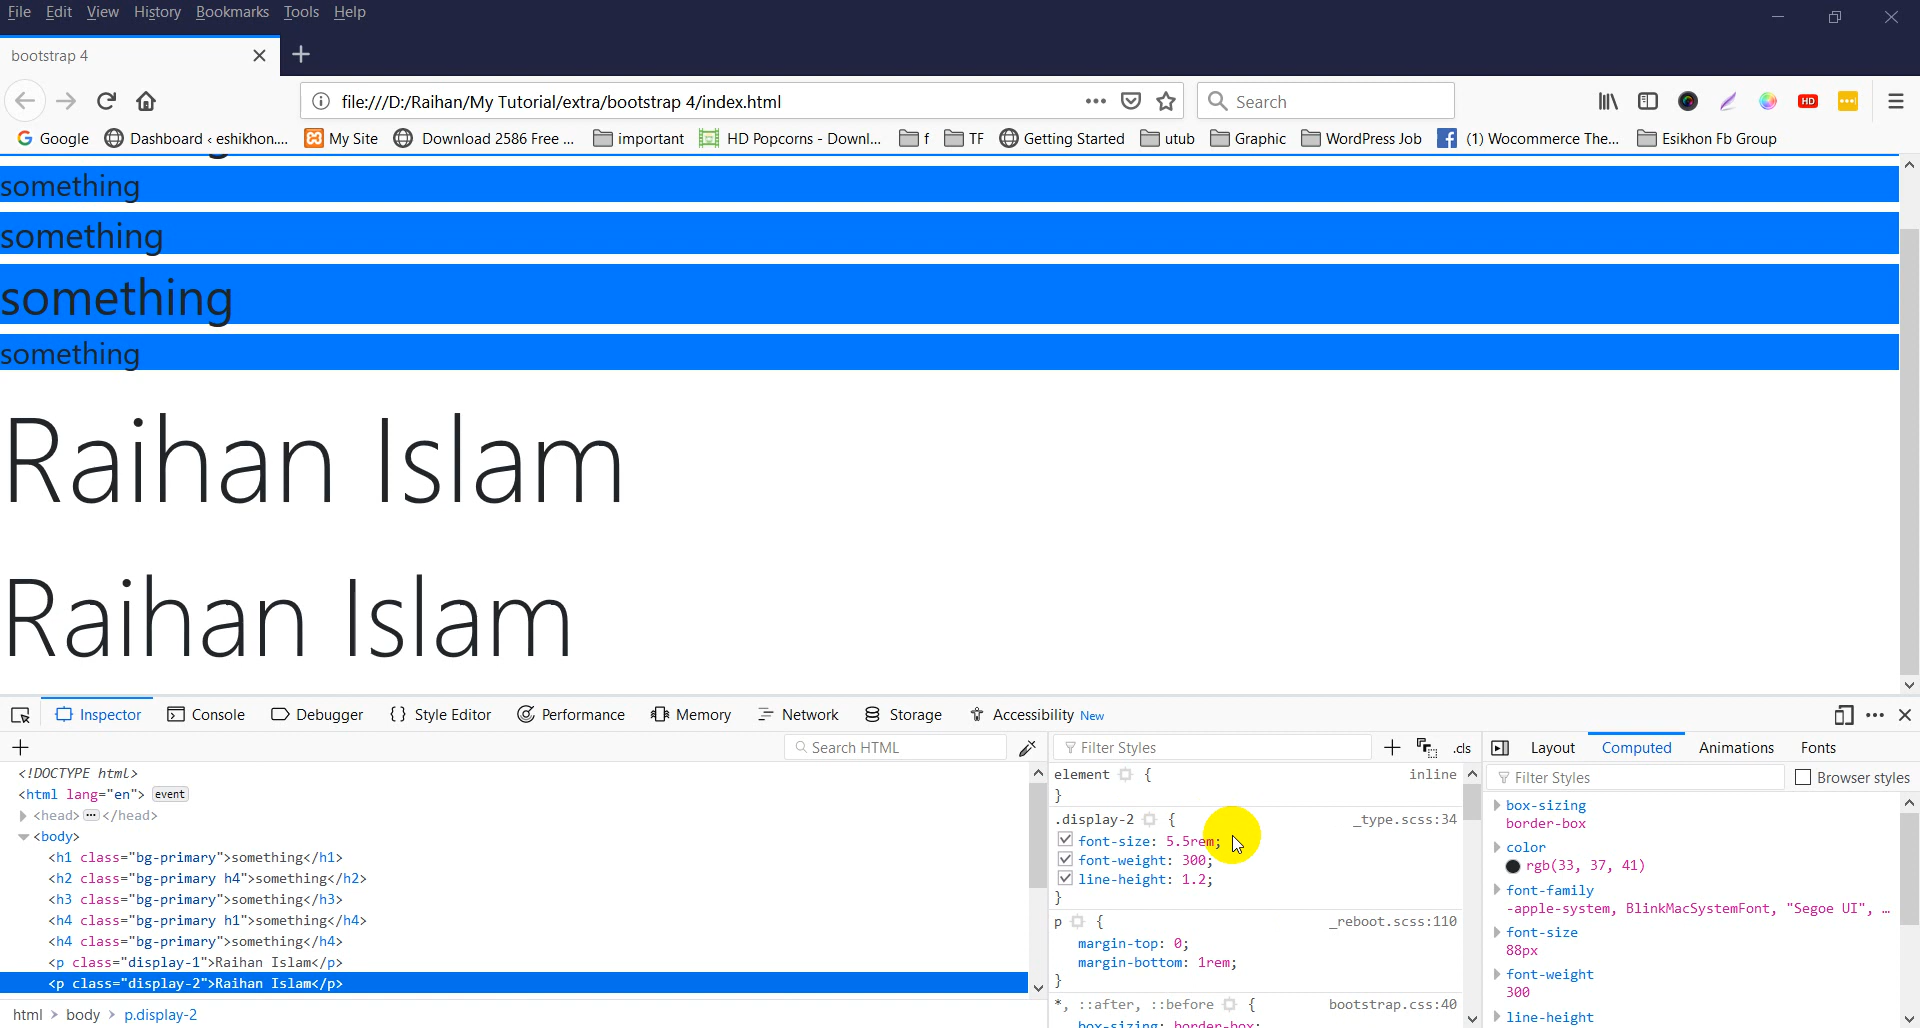 File Edit View History Bookmarks Tools Help
bootstrap 4
file:///D:/Raihan/My Tutorial/extra/bootstrap 4/index.html
Search
Google Dashboard ‹ eshikhon.... My Site Download 2586 Free ... important HD Popcorns - Downl... f TF Getting Started utub Graphic WordPress Job (1) Wocommerce The... Esikhon Fb Group
something
something
something
something
Raihan Islam
Raihan Islam
Inspector Console Debugger {} Style Editor Performance Memory Network Storage Accessibility New
+ Search HTML Filter Styles + .cls Layout Computed Animations Fonts
Filter Styles Browser styles
<!DOCTYPE html>
<html lang="en"> event
<head>…</head>
<body>
<h1 class="bg-primary">something</h1>
<h2 class="bg-primary h4">something</h2>
<h3 class="bg-primary">something</h3>
<h4 class="bg-primary h1">something</h4>
<h4 class="bg-primary">something</h4>
<p class="display-1">Raihan Islam</p>
<p class="display-2">Raihan Islam</p>
html > body > p.display-2
element { inline
}
.display-2 { _type.scss:34
font-size: 5.5rem;
font-weight: 300;
line-height: 1.2;
}
p { _reboot.scss:110
margin-top: 0;
margin-bottom: 1rem;
}
*, ::after, ::before { bootstrap.css:40
box-sizing: border-box;
box-sizing
border-box
color
rgb(33, 37, 41)
font-family
-apple-system, BlinkMacSystemFont, "Segoe UI", …
font-size
88px
font-weight
300
line-height